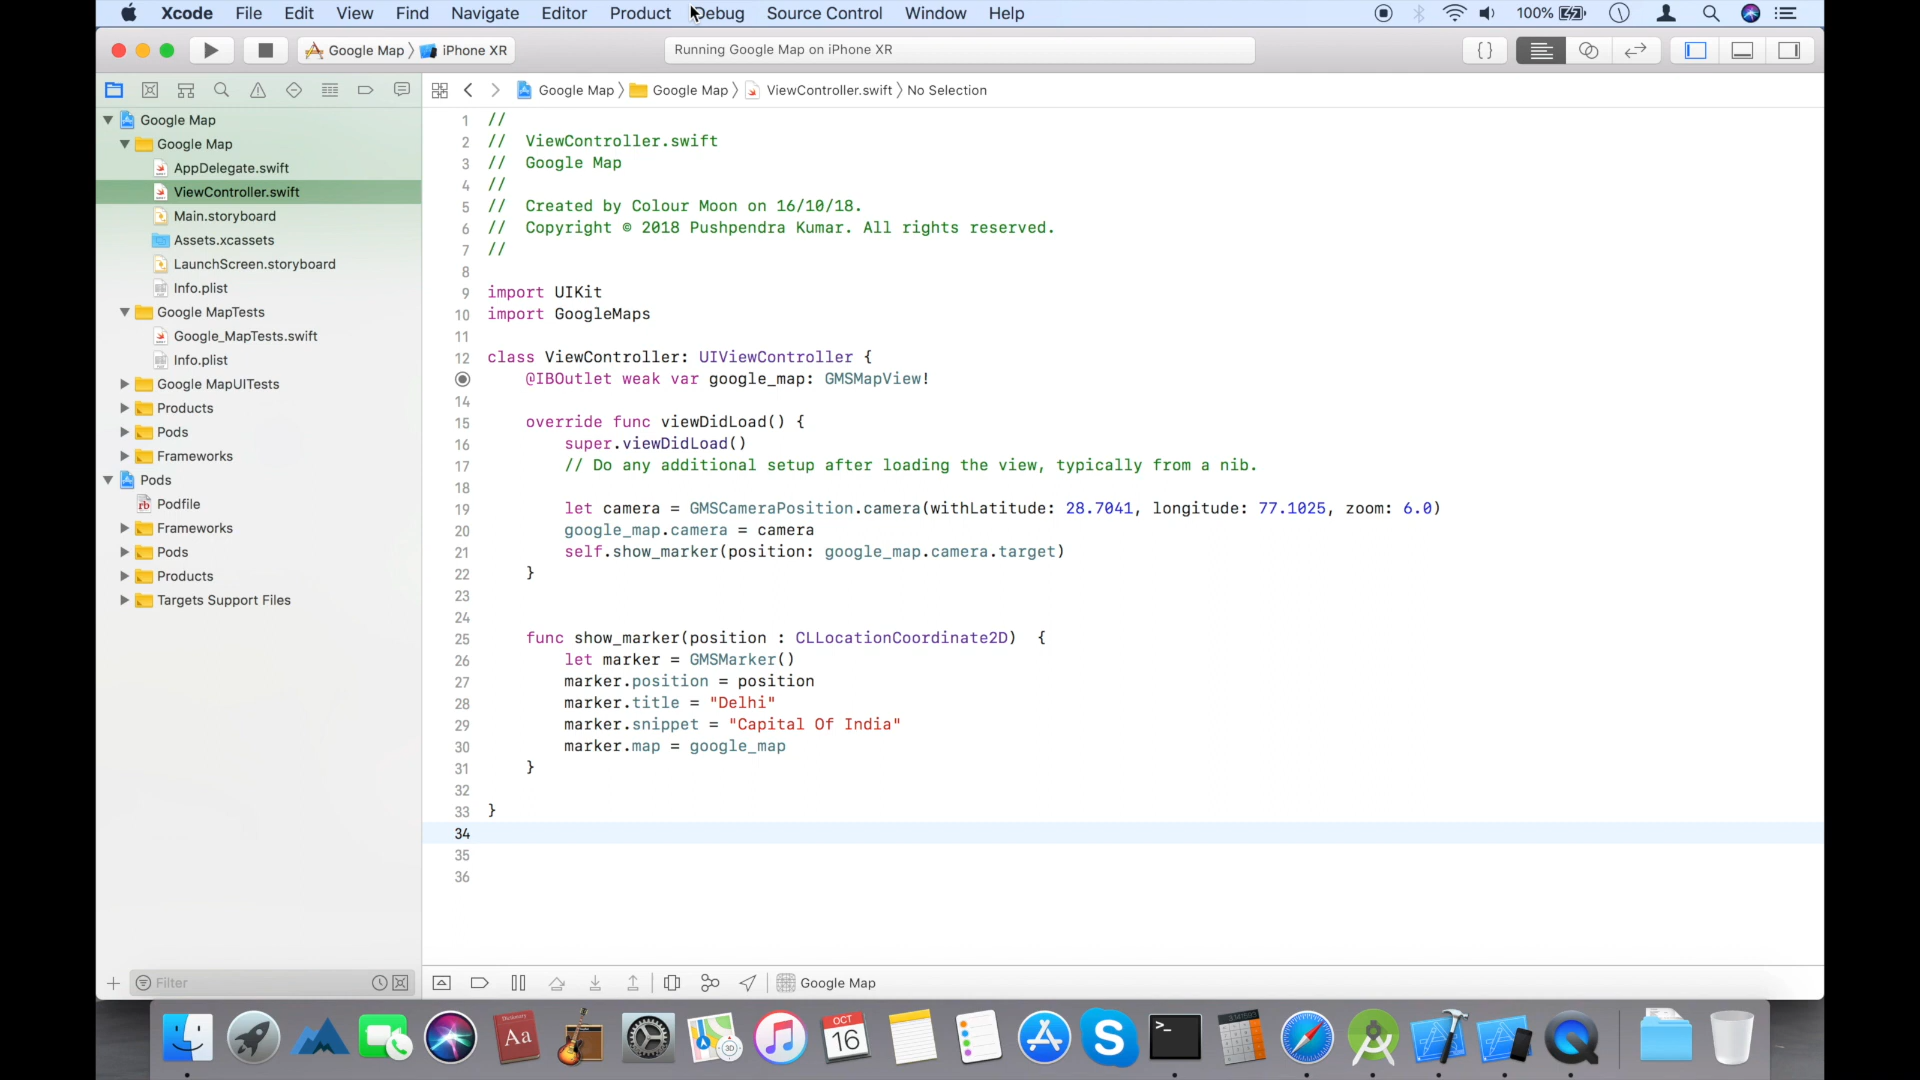 Xcode File Edit View Find Navigate Editor Product Debug Source Control Window Help 100%
Google Map iPhone XR Running Google Map on iPhone XR { }
Google Map Google Map ViewController.swift No Selection
Google Map
Google Map
AppDelegate.swift
ViewController.swift
Main.storyboard
Assets.xcassets
LaunchScreen.storyboard
Info.plist
Google MapTests
Google_MapTests.swift
Info.plist
Google MapUITests
Products
Pods
Frameworks
Pods
Podfile
Frameworks
Pods
Products
Targets Support Files
Filter
1 //
2 // ViewController.swift
3 // Google Map
4 //
5 // Created by Colour Moon on 16/10/18.
6 // Copyright © 2018 Pushpendra Kumar. All rights reserved.
7 //
8
9 import UIKit
10 import GoogleMaps
11
12 class ViewController: UIViewController {
@IBOutlet weak var google_map: GMSMapView!
14
15 override func viewDidLoad() {
16 super.viewDidLoad()
17 // Do any additional setup after loading the view, typically from a nib.
18
19 let camera = GMSCameraPosition.camera(withLatitude: 28.7041, longitude: 77.1025, zoom: 6.0)
20 google_map.camera = camera
21 self.show_marker(position: google_map.camera.target)
22 }
23
24
25 func show_marker(position : CLLocationCoordinate2D) {
26 let marker = GMSMarker()
27 marker.position = position
28 marker.title = "Delhi"
29 marker.snippet = "Capital Of India"
30 marker.map = google_map
31 }
32
33 }
34
35
36
Google Map
Dictionary
Aa
3D
OCT
16